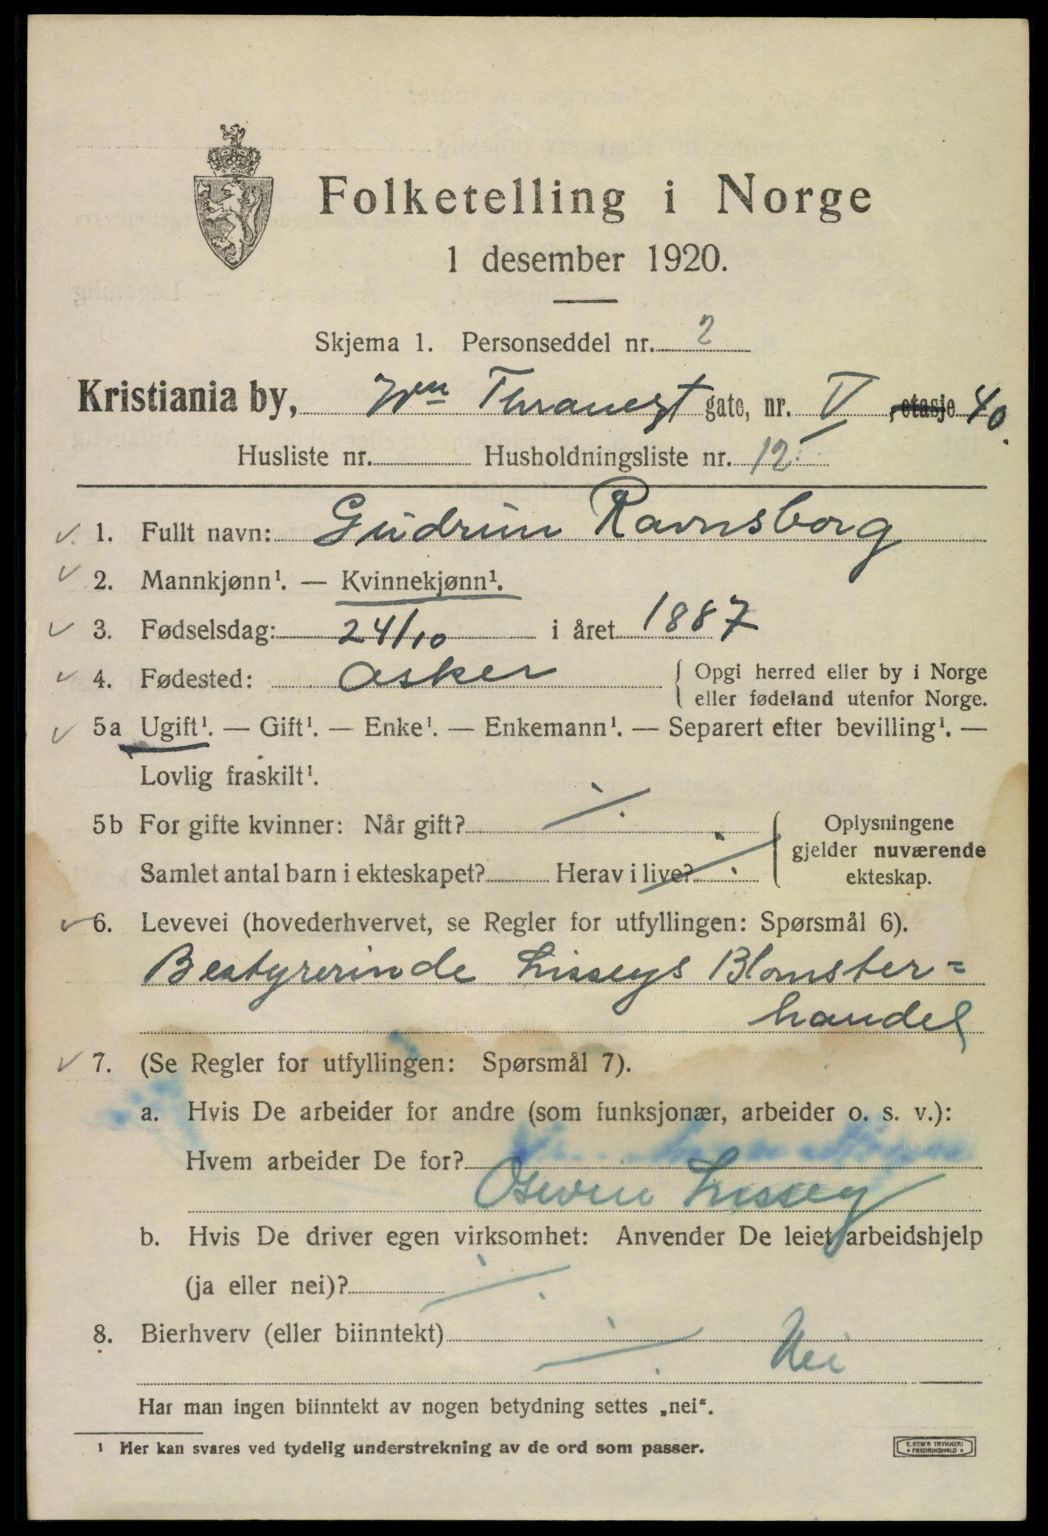 Folketelling i Norge
1 desember 1920.
Skjema 1. Personseddel nr. 2
Kristiania by, Wm Thranesgt gate, nr. V , etasje 40.
Husliste nr. Husholdningsliste nr. 12
✓ 1. Fullt navn: Gudrun Ravnsborg
✓ 2. Mannkjønn¹. — Kvinnekjønn¹.
✓ 3. Fødselsdag: 24/10 i året 1887
✓ 4. Fødested: Asker { Opgi herred eller by i Norge
eller fødeland utenfor Norge.
✓ 5a Ugift¹. — Gift¹. — Enke¹. — Enkemann¹. — Separert efter bevilling¹. —
Lovlig fraskilt¹.
5b For gifte kvinner: Når gift? ./.
Samlet antal barn i ekteskapet? Herav i live? ./.
Oplysningene
gjelder nuværende
ekteskap.
✓ 6. Levevei (hovederhvervet, se Regler for utfyllingen: Spørsmål 6).
Bestyrerinde Lisseys Blomster=
handel
✓ 7. (Se Regler for utfyllingen: Spørsmål 7).
a. Hvis De arbeider for andre (som funksjonær, arbeider o. s. v.):
Hvem arbeider De for?
Lissey
b. Hvis De driver egen virksomhet: Anvender De leiet arbeidshjelp
(ja eller nei)? ./.
8. Bierhverv (eller biinntekt) ./. Nei
Har man ingen biinntekt av nogen betydning settes „nei“.
¹ Her kan svares ved tydelig understrekning av de ord som passer.